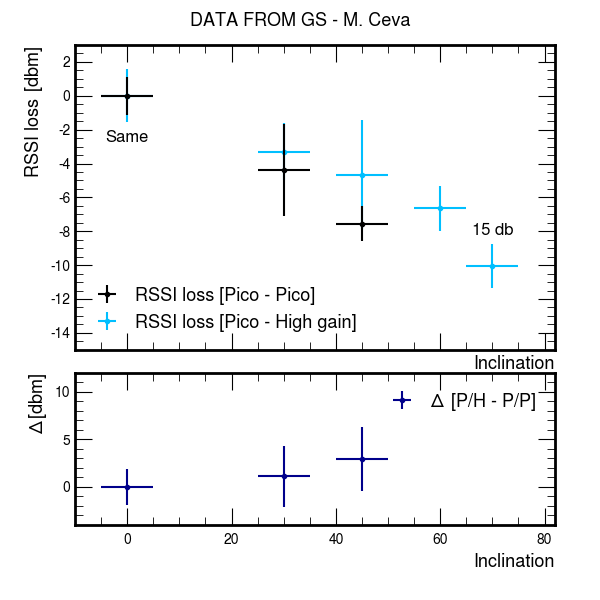 DATA FROM GS - M. Ceva
RSSI loss [dbm]
2
0
-2
-4
-6
-8
-10
-12
-14
Same
15 db
RSSI loss [Pico - Pico]
RSSI loss [Pico - High gain]
Inclination
Δ [dbm]
10
5
0
Δ [P/H - P/P]
0
20
40
60
80
Inclination